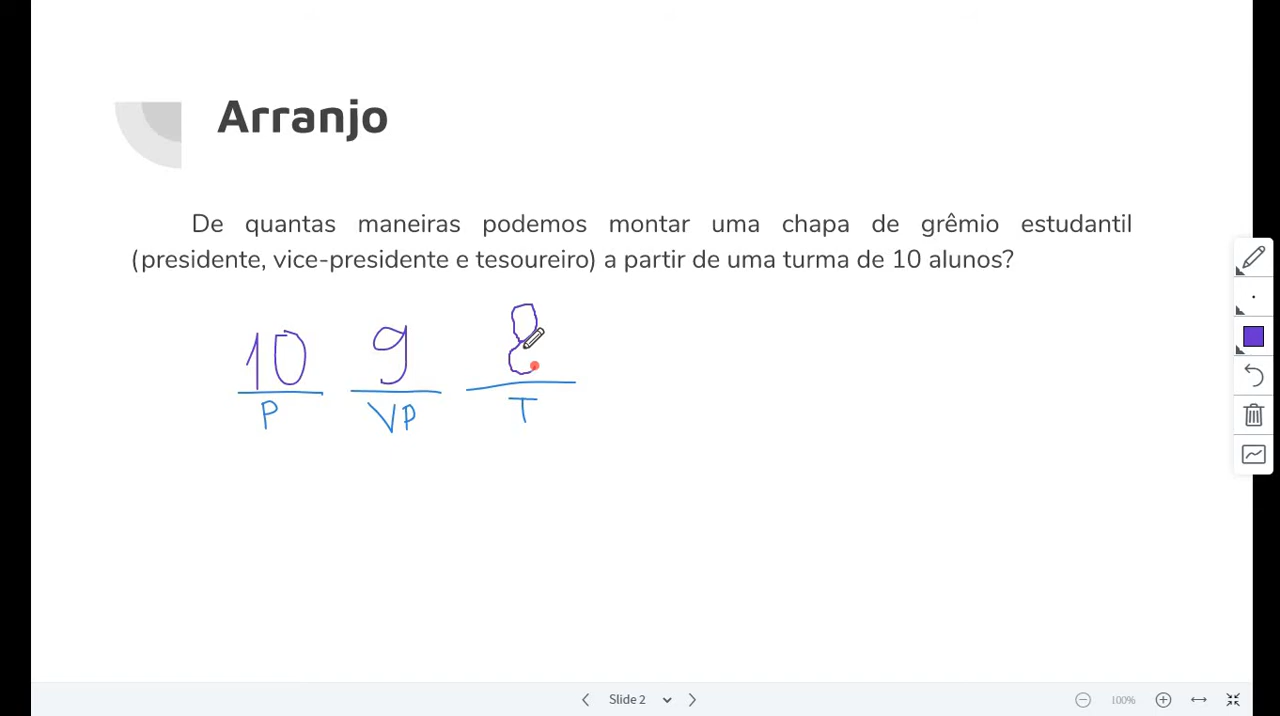 Arranjo
De quantas maneiras podemos montar uma chapa de grêmio estudantil
(presidente, vice-presidente e tesoureiro) a partir de uma turma de 10 alunos?
10 9 8
P VP T
Slide 2
100%